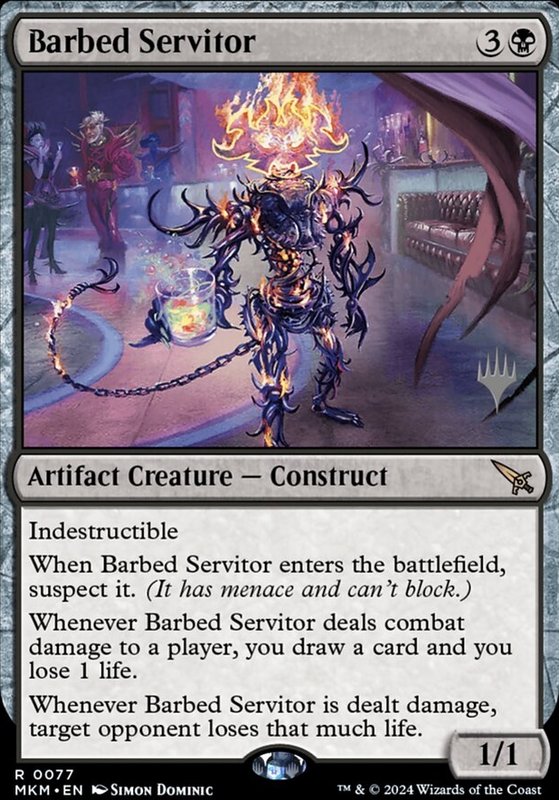 Barbed Servitor 3
Artifact Creature — Construct
Indestructible
When Barbed Servitor enters the battlefield,
suspect it. (It has menace and can't block.)
Whenever Barbed Servitor deals combat
damage to a player, you draw a card and you
lose 1 life.
Whenever Barbed Servitor is dealt damage,
target opponent loses that much life.
1/1
R 0077
MKM • EN Simon Dominic
™ & © 2024 Wizards of the Coast